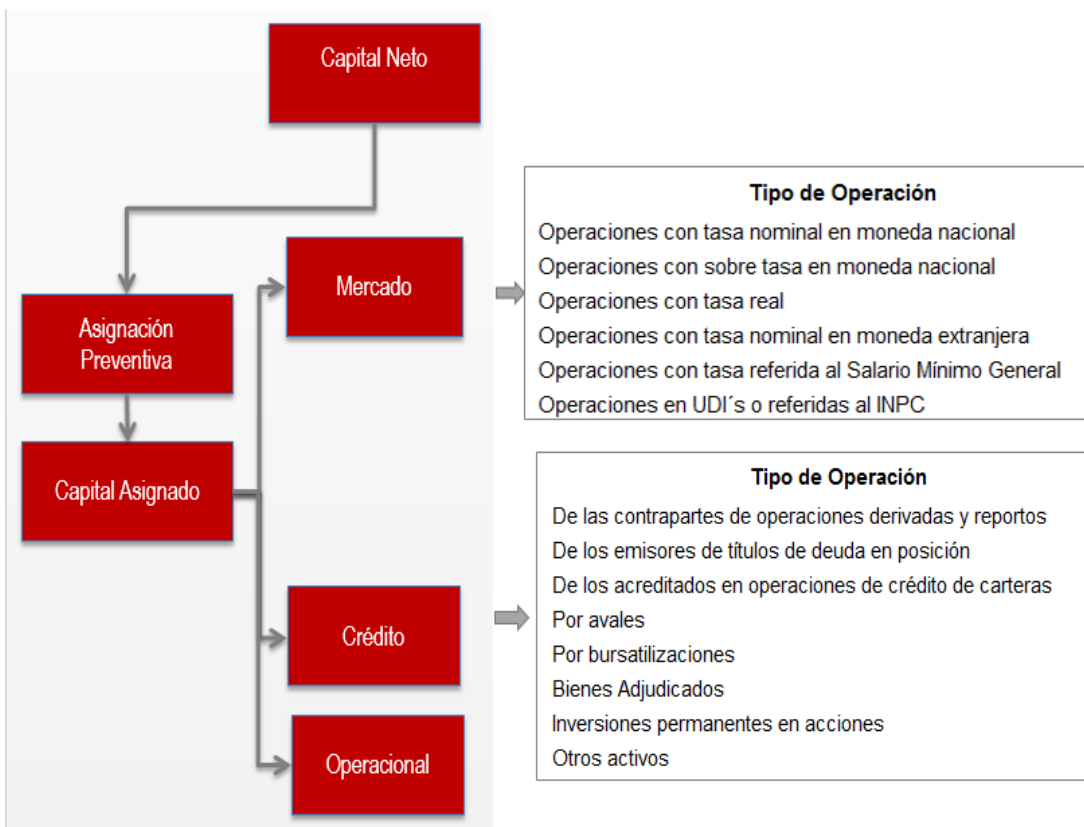 Capital Neto
Asignación
Preventiva
Capital Asignado
Mercado
Crédito
Operacional
Tipo de Operación
Operaciones con tasa nominal en moneda nacional
Operaciones con sobre tasa en moneda nacional
Operaciones con tasa real
Operaciones con tasa nominal en moneda extranjera
Operaciones con tasa referida al Salario Mínimo General
Operaciones en UDI´s o referidas al INPC
Tipo de Operación
De las contrapartes de operaciones derivadas y reportos
De los emisores de títulos de deuda en posición
De los acreditados en operaciones de crédito de carteras
Por avales
Por bursatilizaciones
Bienes Adjudicados
Inversiones permanentes en acciones
Otros activos